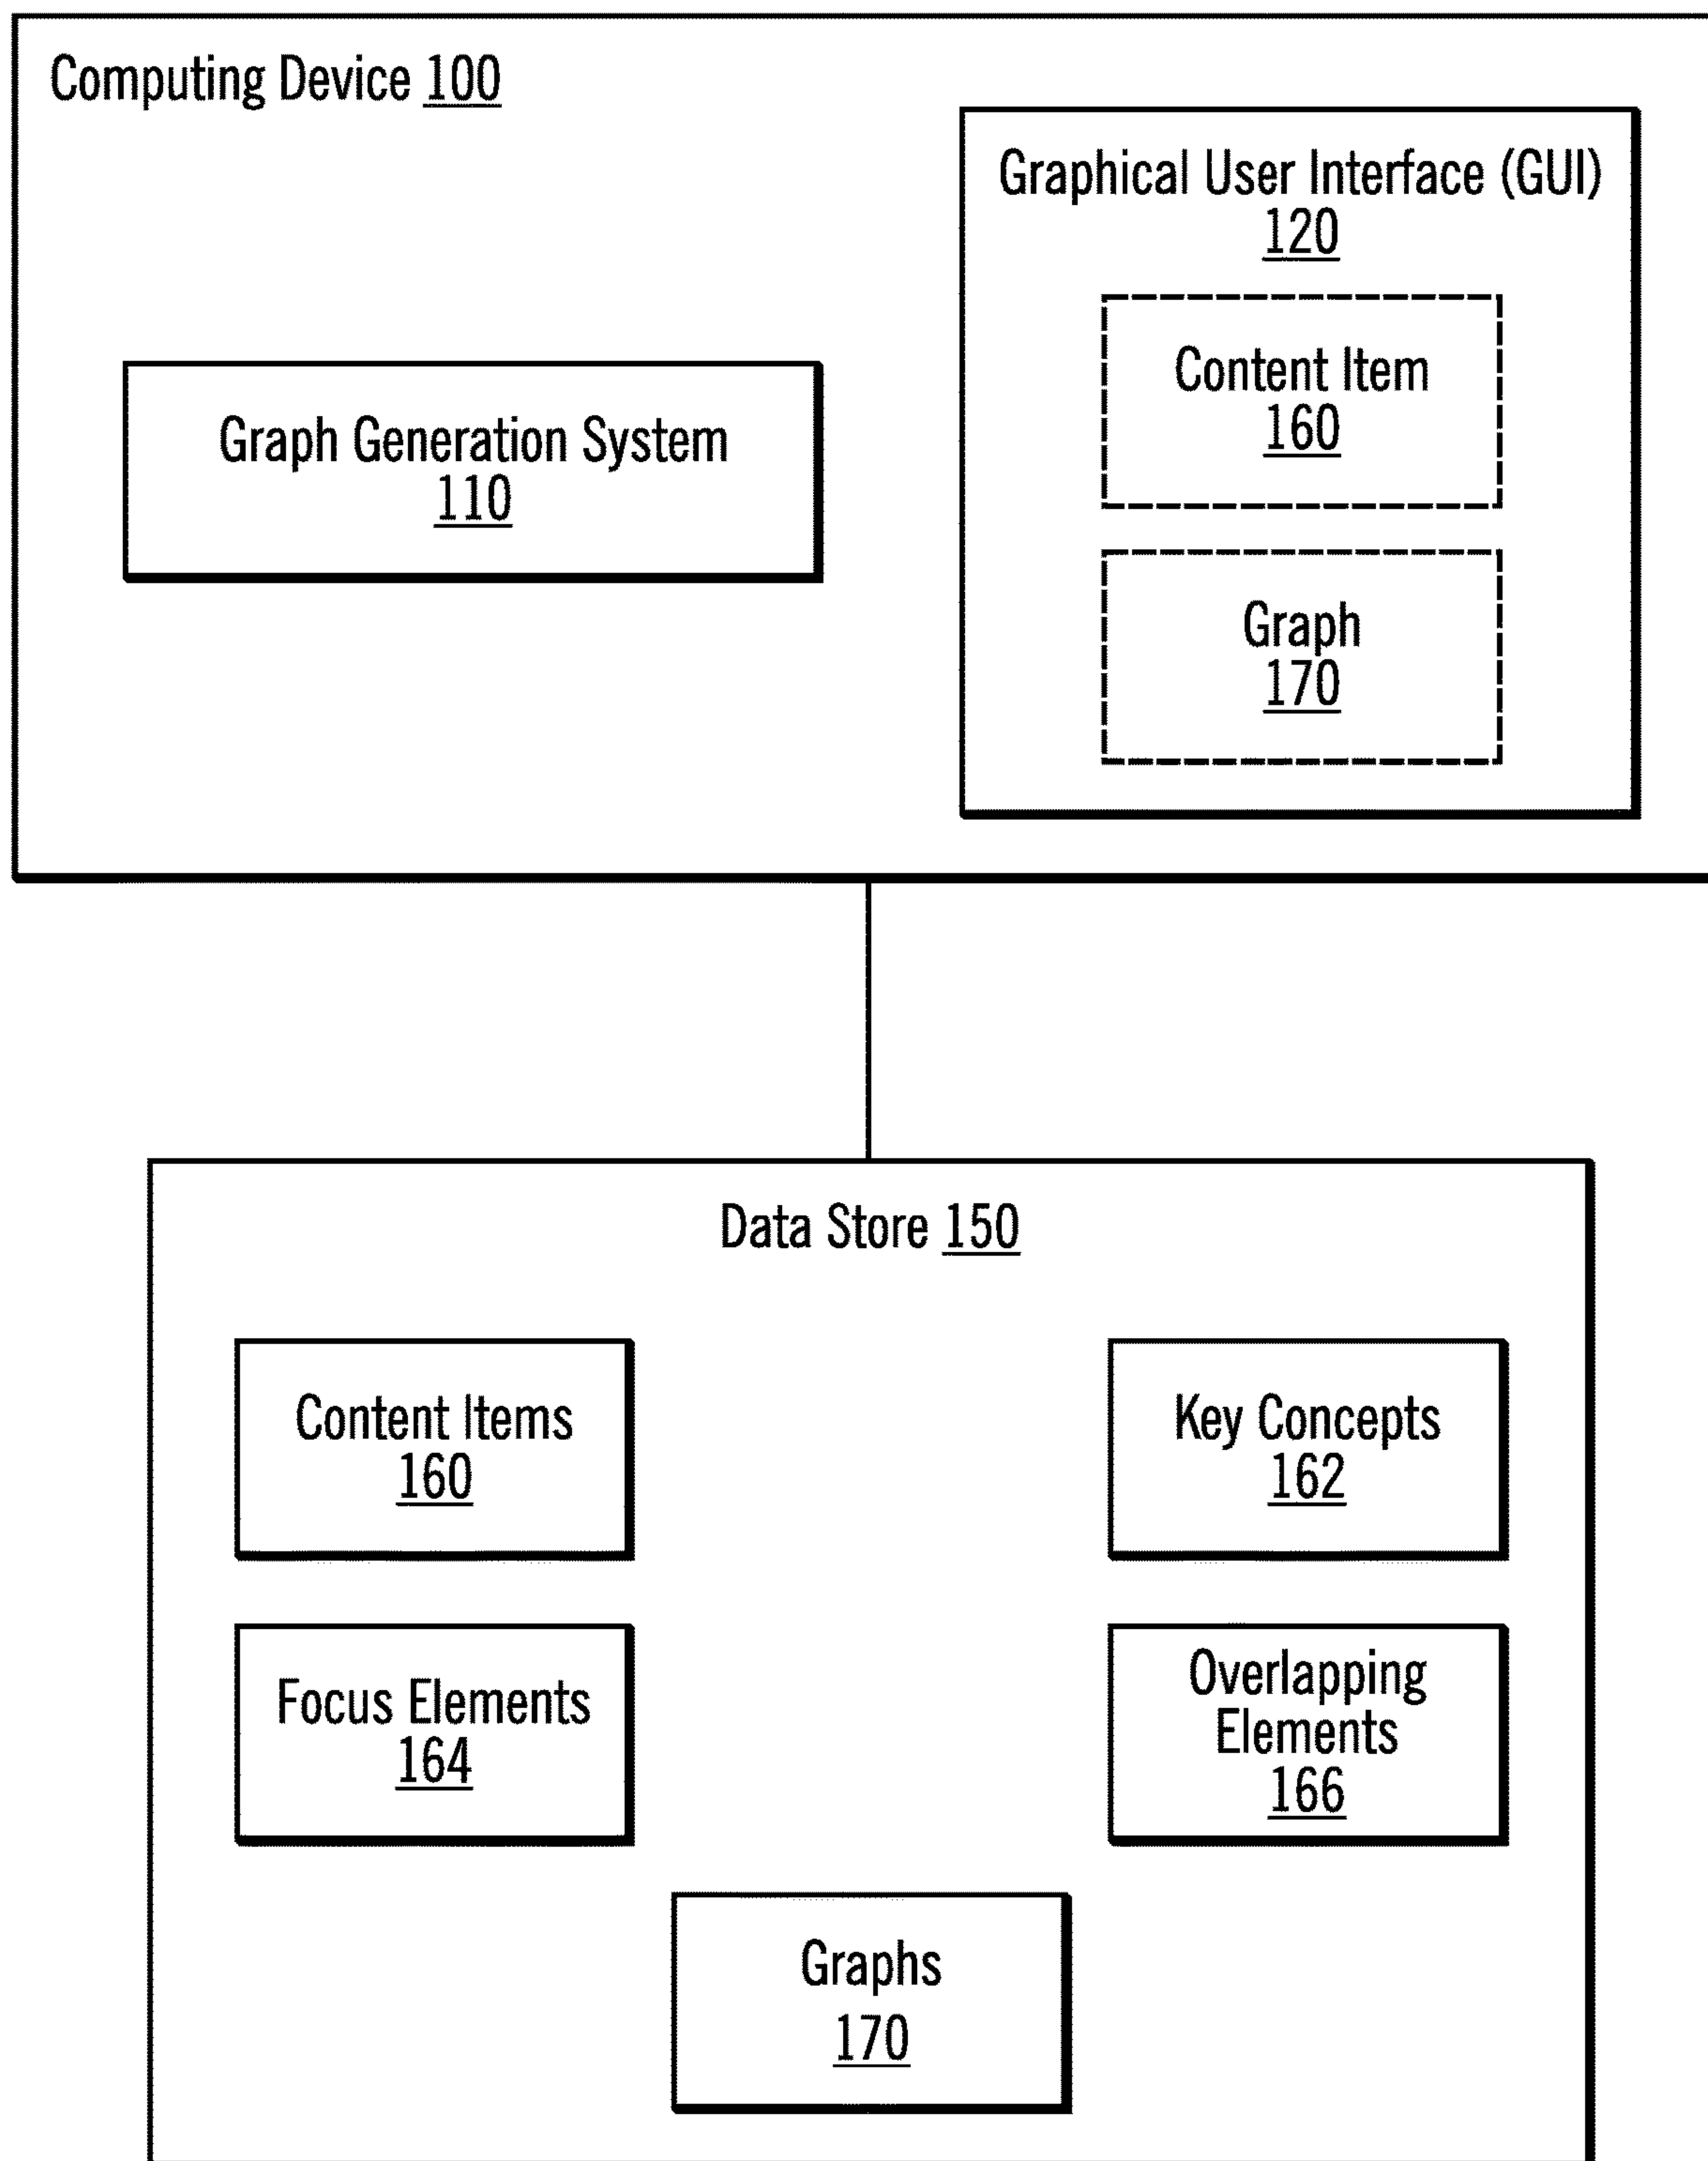 Computing Device 100
Graphical User Interface (GUI)
120
Content Item
160
Graph Generation System
110
Graph
170
Data Store 150
Content Items
160
Key Concepts
162
Focus Elements
164
Overlapping
Elements
166
Graphs
170